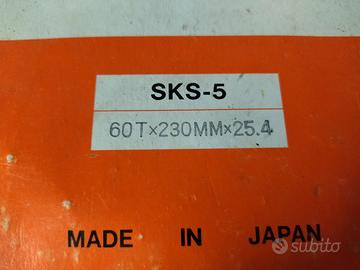 SKS-5
60T×230MM×25.4
MADE IN JAPAN
subito